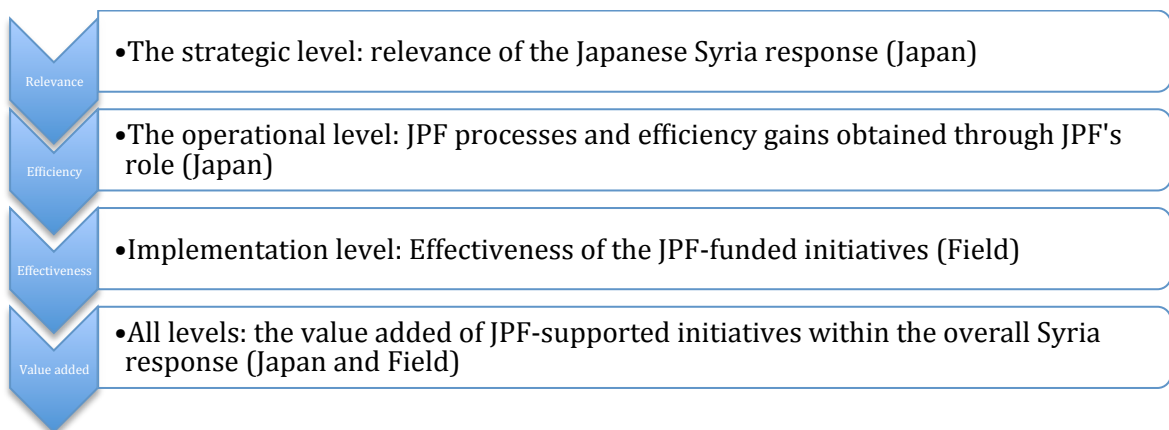 Relevance
•The strategic level: relevance of the Japanese Syria response (Japan)
Efficiency
•The operational level: JPF processes and efficiency gains obtained through JPF's
role (Japan)
Effectiveness
•Implementation level: Effectiveness of the JPF-funded initiatives (Field)
Value added
•All levels: the value added of JPF-supported initiatives within the overall Syria
response (Japan and Field)